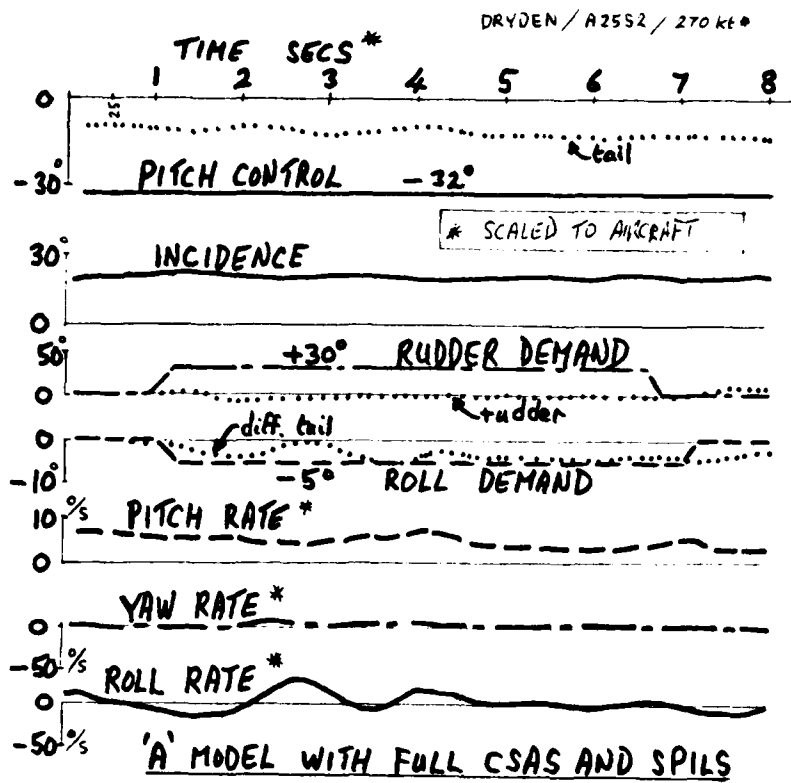 DRYDEN / A25S2 / 270 kt*
TIME SECS*
1 2 3 4 5 6 7 8
0
.25
tail
-30°
PITCH CONTROL -32°
* SCALED TO AIRCRAFT
30°
INCIDENCE
0
50°
+30° RUDDER DEMAND
0
rudder
diff. tail
0
-5° ROLL DEMAND
-10°
10 °/s
PITCH RATE*
0
YAW RATE*
0
-50 °/s
ROLL RATE*
0
-50 °/s
'A' MODEL WITH FULL CSAS AND SPILS